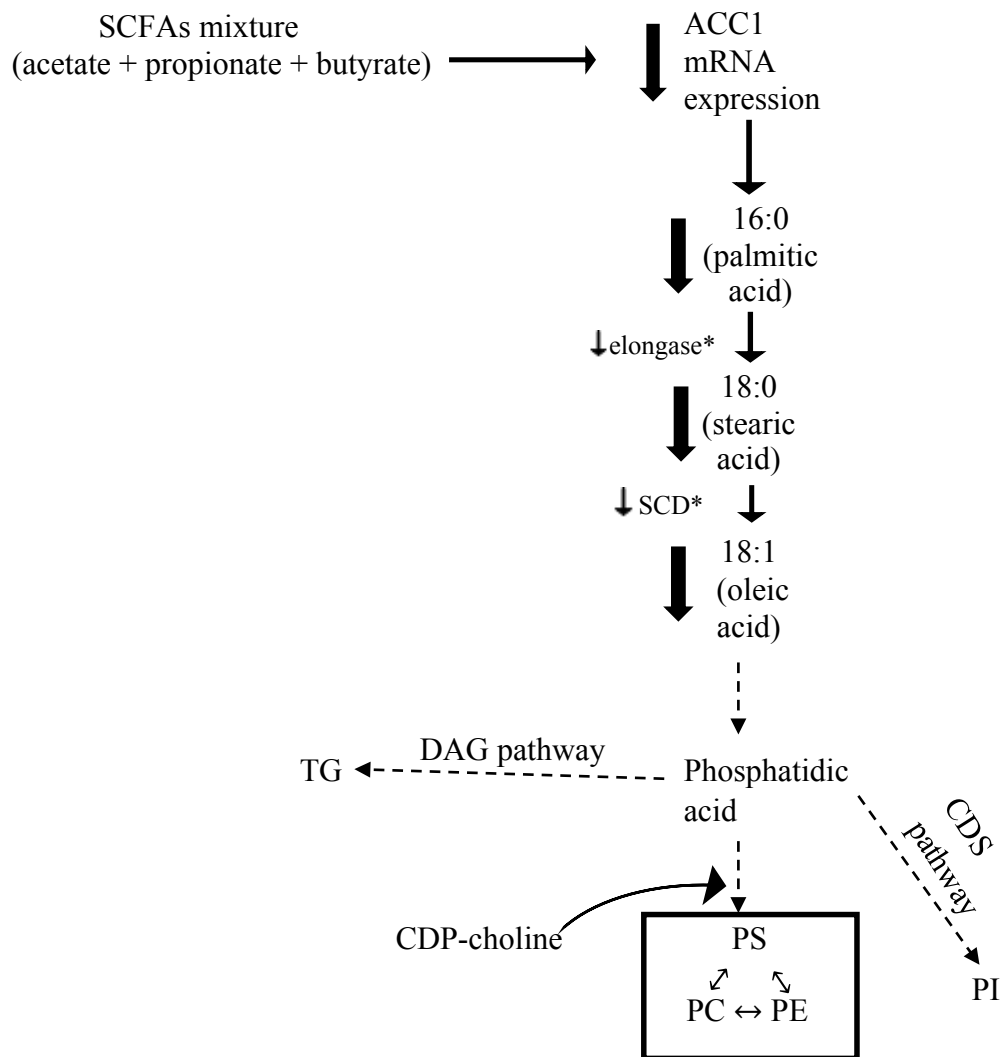 SCFAs mixture
(acetate + propionate + butyrate)
ACC1
mRNA
expression
16:0
(palmitic
acid)
elongase*
18:0
(stearic
acid)
SCD*
18:1
(oleic
acid)
TG
DAG pathway
Phosphatidic
acid
CDS
pathway
CDP-choline
PS
PC ↔ PE
PI